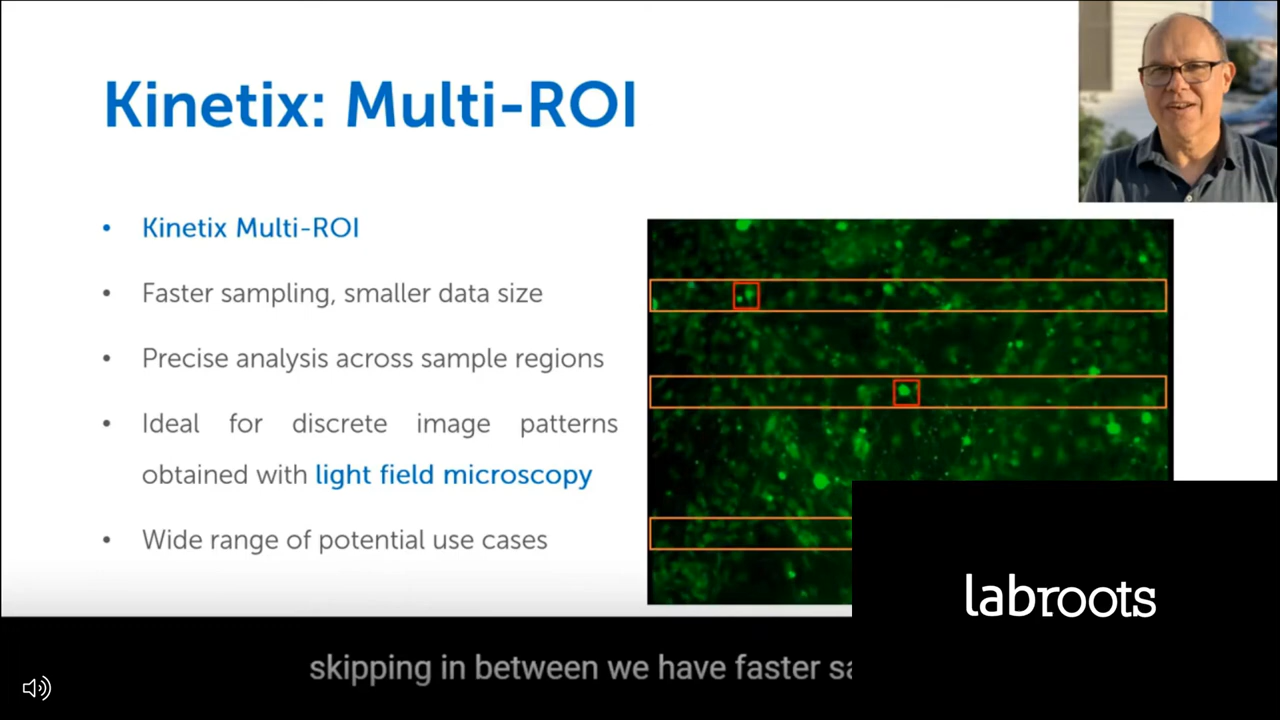 Kinetix: Multi-ROI
• Kinetix Multi-ROI
• Faster sampling, smaller data size
• Precise analysis across sample regions
• Ideal for discrete image patterns
obtained with light field microscopy
• Wide range of potential use cases
labroots
skipping in between we have faster